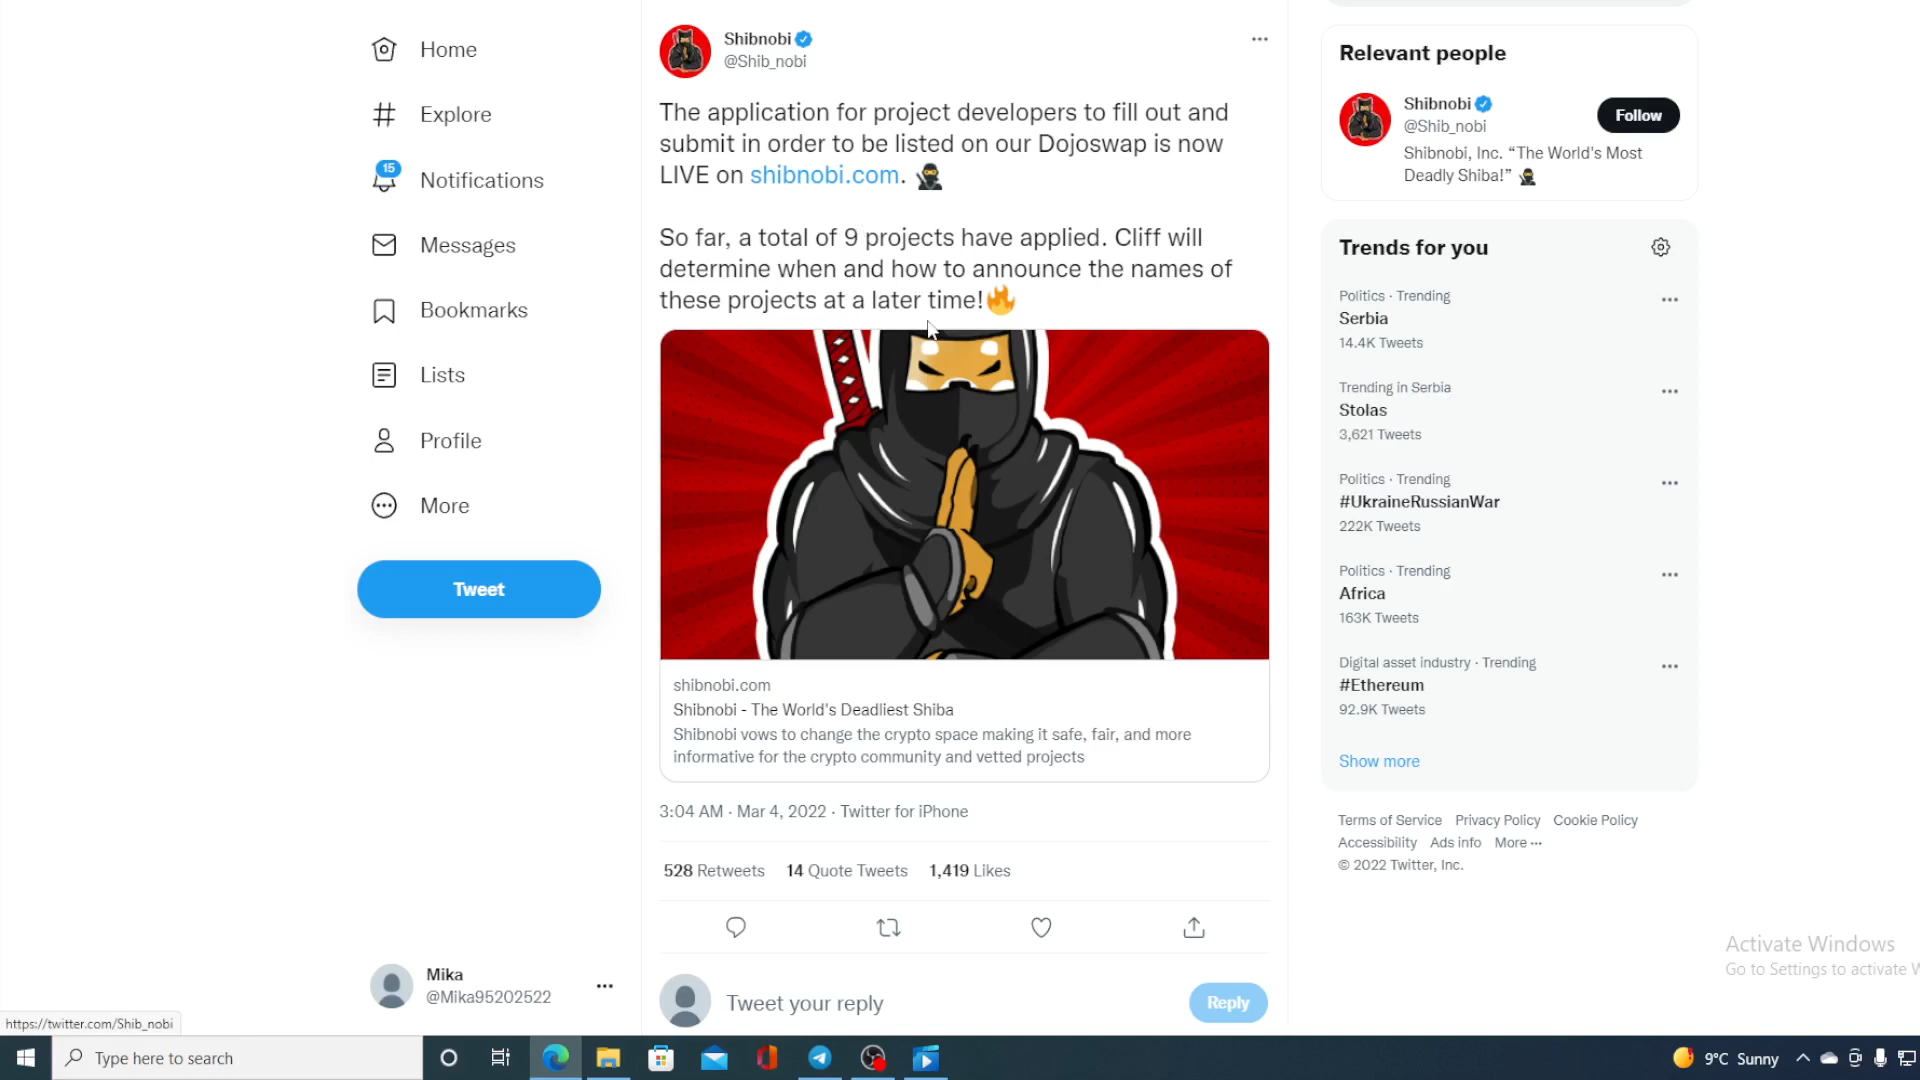 Home
Explore
15
Notifications
Messages
Bookmarks
Lists
Profile
More
Tweet
Mika
@Mika95202522
https://twitter.com/Shib_nobi
Shibnobi
@Shib_nobi
The application for project developers to fill out and
submit in order to be listed on our Dojoswap is now
LIVE on shibnobi.com.
So far, a total of 9 projects have applied. Cliff will
determine when and how to announce the names of
these projects at a later time!
shibnobi.com
Shibnobi - The World's Deadliest Shiba
Shibnobi vows to change the crypto space making it safe, fair, and more
informative for the crypto community and vetted projects
3:04 AM · Mar 4, 2022 · Twitter for iPhone
528 Retweets 14 Quote Tweets 1,419 Likes
Tweet your reply
Reply
Relevant people
Shibnobi
@Shib_nobi
Follow
Shibnobi, Inc. “The World's Most
Deadly Shiba!”
Trends for you
Politics · Trending
Serbia
14.4K Tweets
Trending in Serbia
Stolas
3,621 Tweets
Politics · Trending
#UkraineRussianWar
222K Tweets
Politics · Trending
Africa
163K Tweets
Digital asset industry · Trending
#Ethereum
92.9K Tweets
Show more
Terms of Service Privacy Policy Cookie Policy
Accessibility Ads info More ···
© 2022 Twitter, Inc.
Activate Windows
Go to Settings to activate W
Type here to search
9°C Sunny